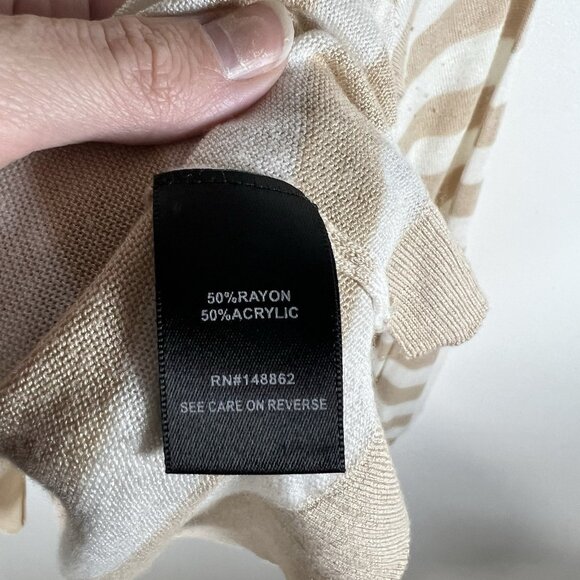 50%RAYON
50%ACRYLIC
RN#148862
SEE CARE ON REVERSE